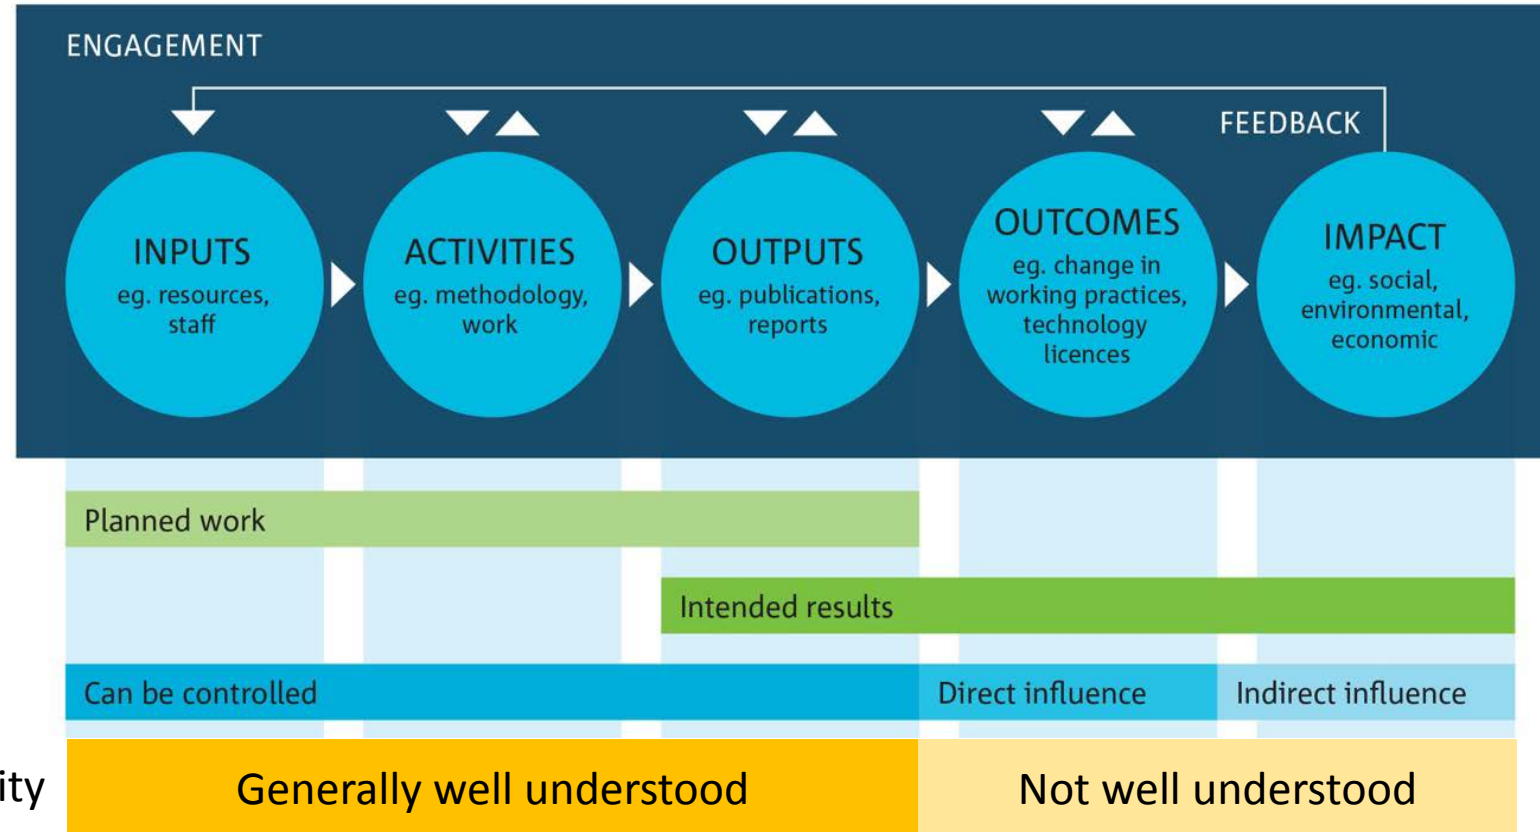 ENGAGEMENT
FEEDBACK
INPUTS
eg. resources,
staff
ACTIVITIES
eg. methodology,
work
OUTPUTS
eg. publications,
reports
OUTCOMES
eg. change in
working practices,
technology
licences
IMPACT
eg. social,
environmental,
economic
Planned work
Intended results
Can be controlled
Direct influence
Indirect influence
ity
Generally well understood
Not well understood